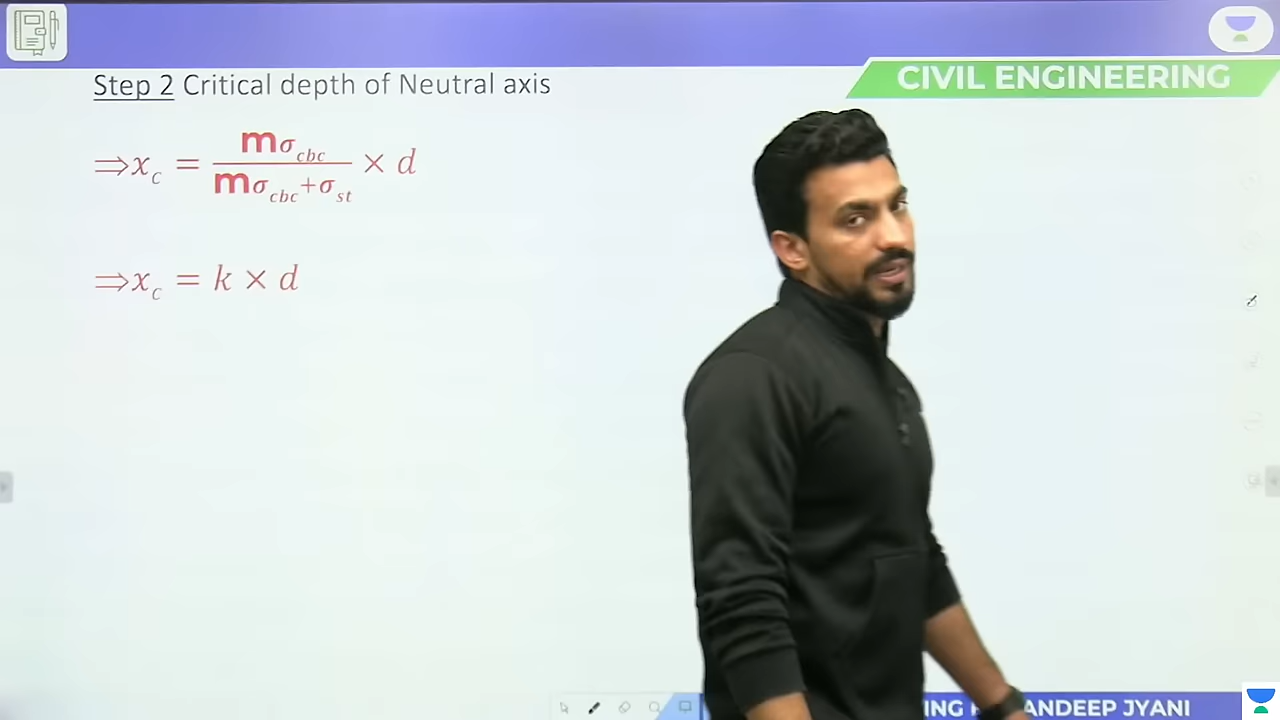 CIVIL ENGINEERING
Step 2 Critical depth of Neutral axis
⇒x_c = mσ_cbc / (mσ_cbc+σ_st) × d
⇒x_c = k × d
ANDEEP JYANI